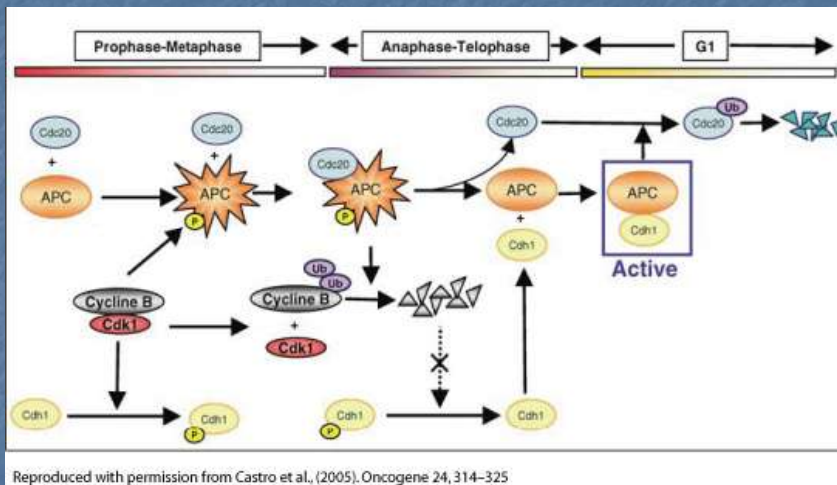 Prophase-Metaphase
Anaphase-Telophase
G1
Cdc20
+
APC
Cdc20
+
APC
P
Cdc20
APC
P
Cdc20
APC
+
Cdh1
Cdc20
Ub
APC
Cdh1
Active
Cycline B
Cdk1
Ub
Ub
Cycline B
+
Cdk1
Cdh1
Cdh1
P
Cdh1
P
Cdh1
Reproduced with permission from Castro et al., (2005). Oncogene 24, 314–325